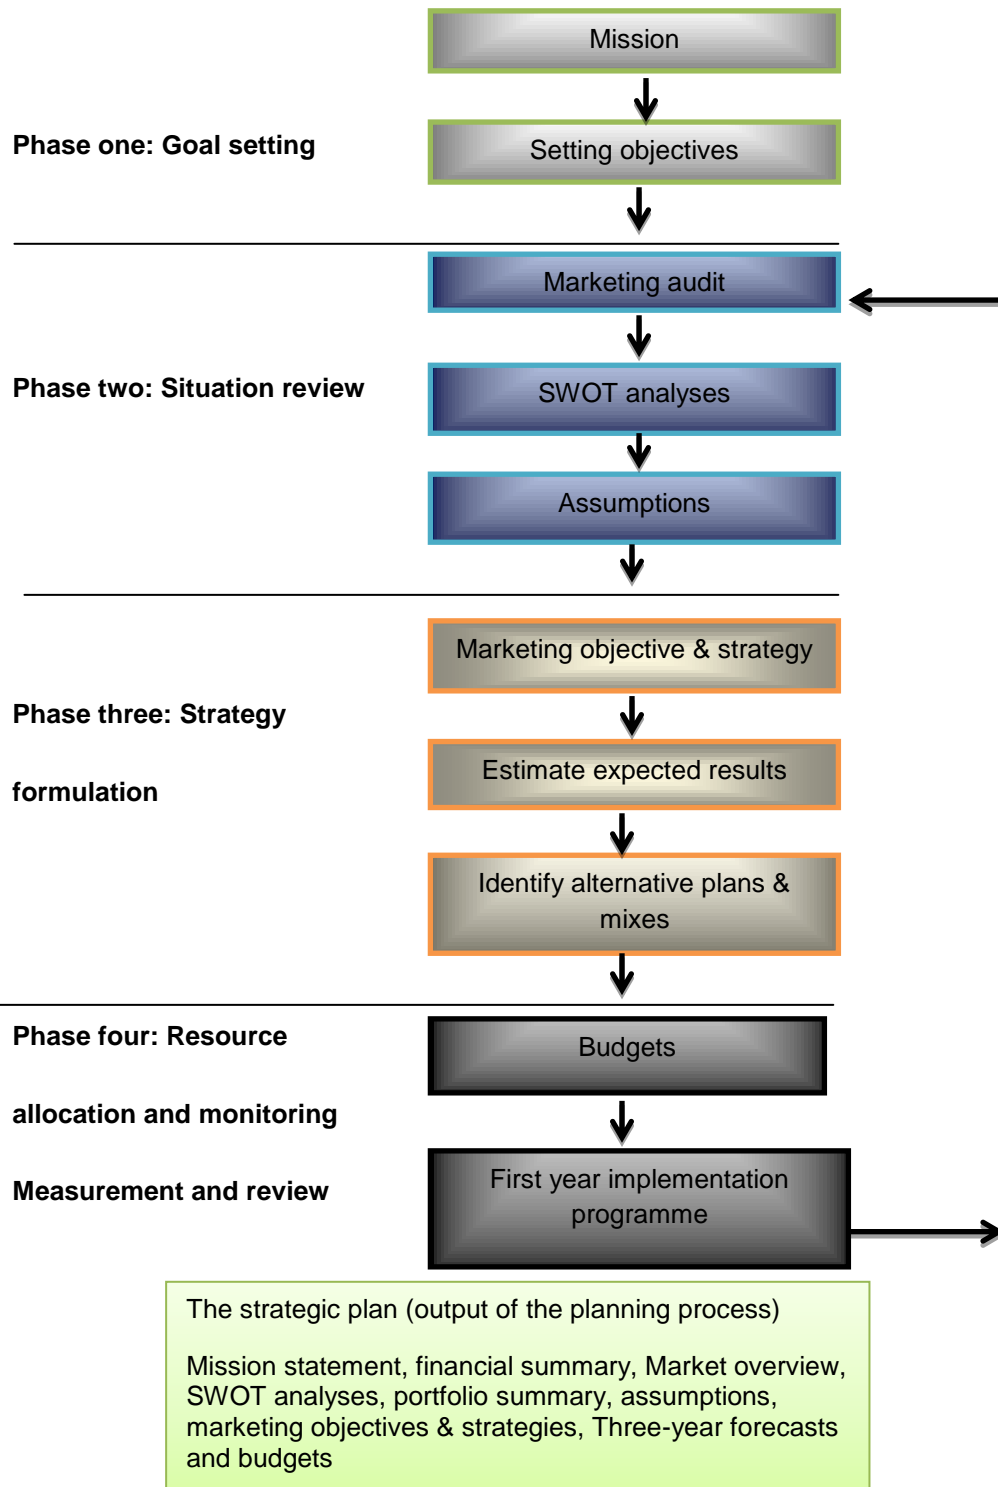 Mission
Phase one: Goal setting
Setting objectives
Marketing audit
Phase two: Situation review
SWOT analyses
Assumptions
Marketing objective & strategy
Phase three: Strategy
formulation
Estimate expected results
Identify alternative plans &
mixes
Phase four: Resource
allocation and monitoring
Measurement and review
Budgets
First year implementation
programme
The strategic plan (output of the planning process)
Mission statement, financial summary, Market overview,
SWOT analyses, portfolio summary, assumptions,
marketing objectives & strategies, Three-year forecasts
and budgets